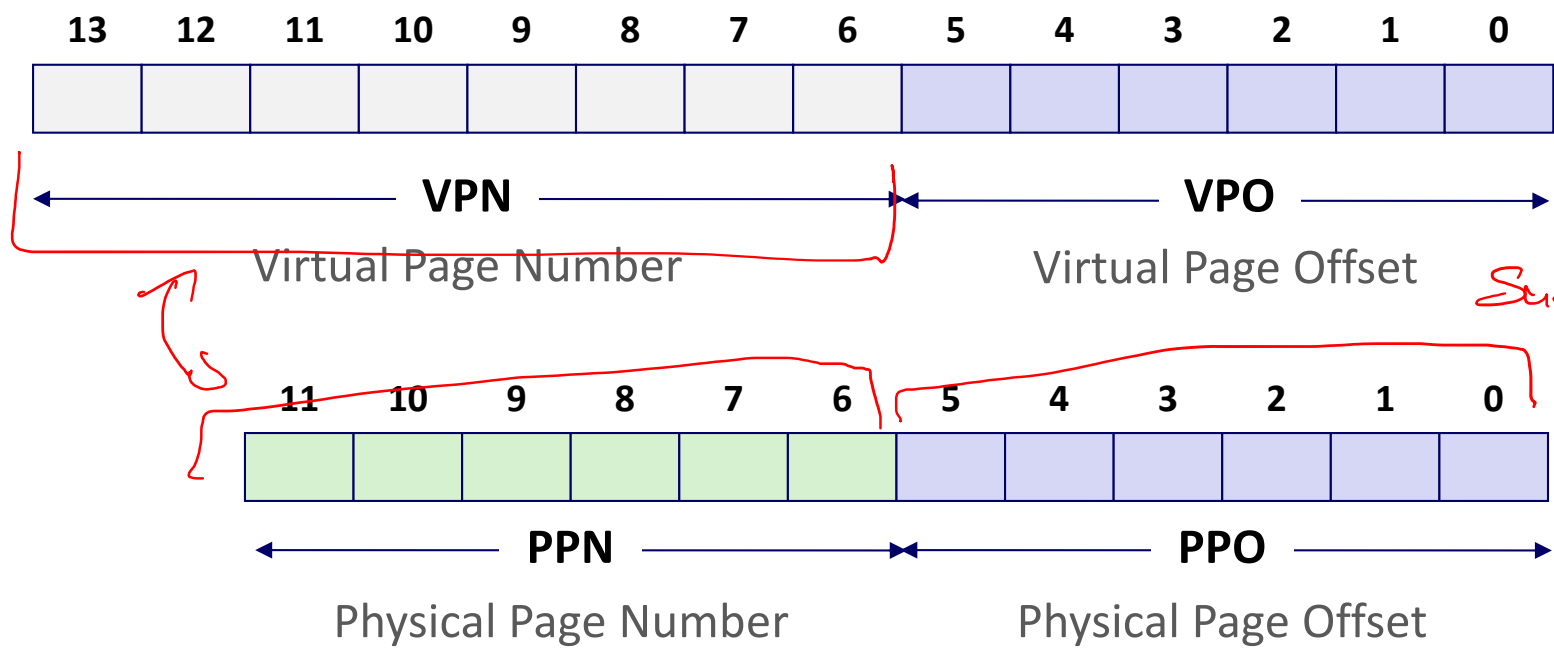 13 12 11 10 9 8 7 6 5 4 3 2 1 0
VPN VPO
Virtual Page Number Virtual Page Offset
11 10 9 8 7 6 5 4 3 2 1 0
PPN PPO
Physical Page Number Physical Page Offset